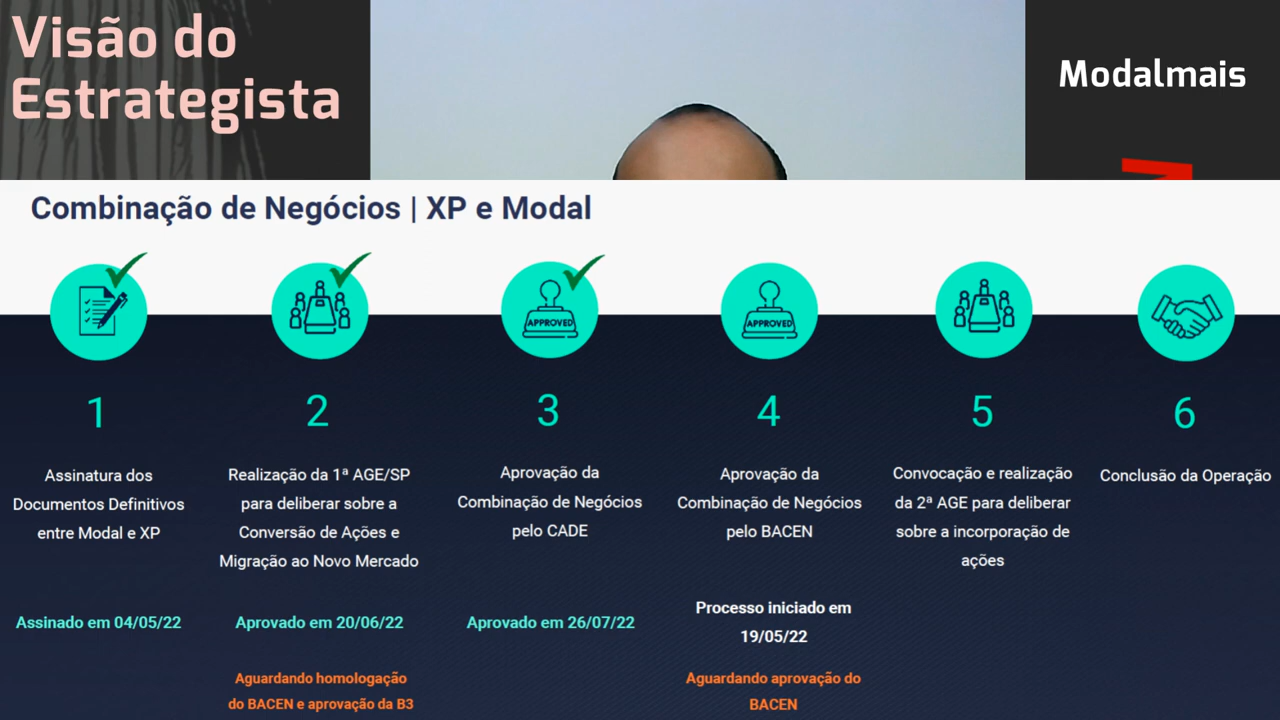 Visão do
Estrategista
Modalmais
Combinação de Negócios | XP e Modal
APPROVED
APPROVED
1
2
3
4
5
6
Assinatura dos
Documentos Definitivos
entre Modal e XP
Assinado em 04/05/22
Realização da 1ª AGE/SP
para deliberar sobre a
Conversão de Ações e
Migração ao Novo Mercado
Aprovado em 20/06/22
Aguardando homologação
do BACEN e aprovação da B3
Aprovação da
Combinação de Negócios
pelo CADE
Aprovado em 26/07/22
Aprovação da
Combinação de Negócios
pelo BACEN
Processo iniciado em
19/05/22
Aguardando aprovação do
BACEN
Convocação e realização
da 2ª AGE para deliberar
sobre a incorporação de
ações
Conclusão da Operação